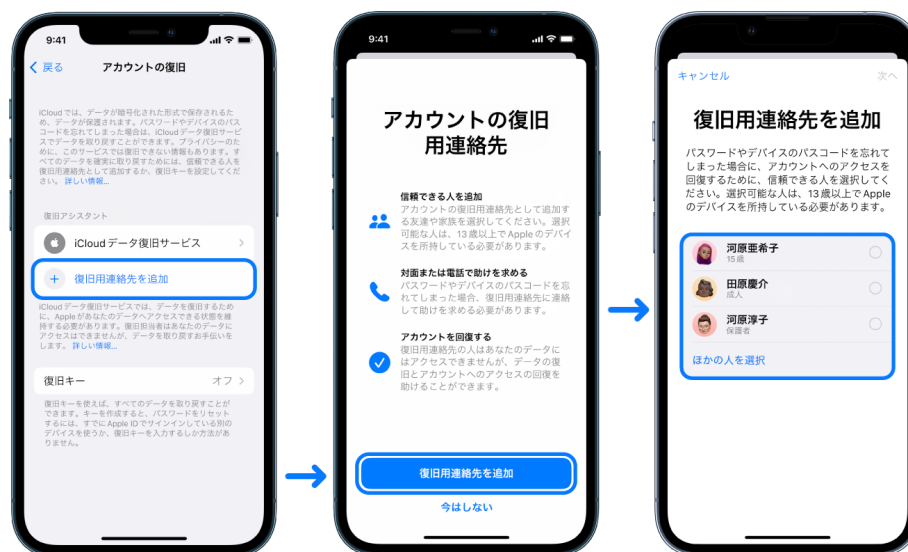 9:41
戻る
アカウントの復旧
iCloud では、データが暗号化された形式で保存されるた
め、データが保護されます。パスワードやデバイスのパス
コードを忘れてしまった場合は、iCloud データ復旧サービ
スでデータを取り戻すことができます。プライバシーのた
めに、このサービスでは復旧できない情報もあります。す
べてのデータを確実に取り戻すためには、信頼できる人を
復旧用連絡先として追加するか、復旧キーを設定してくだ
さい。 詳しい情報...
復旧アシスタント
iCloud データ復旧サービス
復旧用連絡先を追加
iCloud データ復旧サービスでは、データを復旧するため
に、Apple があなたのデータへアクセスできる状態を維
持する必要があります。復旧担当者はあなたのデータに
アクセスはできませんが、データを取り戻すお手伝いを
します。 詳しい情報...
復旧キー
オフ
復旧キーを使えば、すべてのデータを取り戻すことが
できます。キーを作成すると、パスワードをリセット
するには、すでに Apple ID でサインインしている別の
デバイスを使うか、復旧キーを入力するしか方法があ
りません。
9:41
アカウントの復旧
用連絡先
信頼できる人を追加
アカウントの復旧用連絡先として追加す
る友達や家族を選択してください。選択
可能な人は、13 歳以上で Apple のデバイ
スを所持している必要があります。
対面または電話で助けを求める
パスワードやデバイスのパスコードを忘
れてしまった場合、復旧用連絡先に連絡
して助けを求める必要があります。
アカウントを回復する
復旧用連絡先の人はあなたのデータに
はアクセスできませんが、データの復
旧とアカウントへのアクセスの回復を
助けることができます。
復旧用連絡先を追加
今はしない
キャンセル
次へ
復旧用連絡先を追加
パスワードやデバイスのパスコードを忘れて
しまった場合に、アカウントへのアクセスを
回復するために、信頼できる人を選択してく
ださい。選択可能な人は、13 歳以上で Apple
のデバイスを所持している必要があります。
河原亜希子
15 歳
田原慶介
成人
河原淳子
保護者
ほかの人を選択